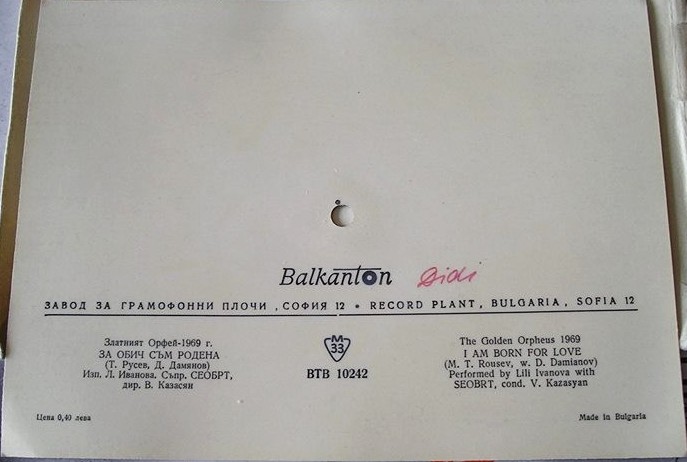 Balkanton Didi
ЗАВОД ЗА ГРАМОФОННИ ПЛОЧИ, СОФИЯ 12 • RECORD PLANT, BULGARIA, SOFIA 12
Златният Орфей-1969 г.
ЗА ОБИЧ СЪМ РОДЕНА
(Т. Русев, Д. Дамянов)
Изп. Л. Иванова. Съпр. СЕОБРТ,
дир. В. Казасян
M
33
ВТВ 10242
The Golden Orpheus 1969
I AM BORN FOR LOVE
(M. T. Rousev, w. D. Damianov)
Performed by Lili Ivanova with
SEOBRT, cond. V. Kazasyan
Цена 0,40 лева
Made in Bulgaria